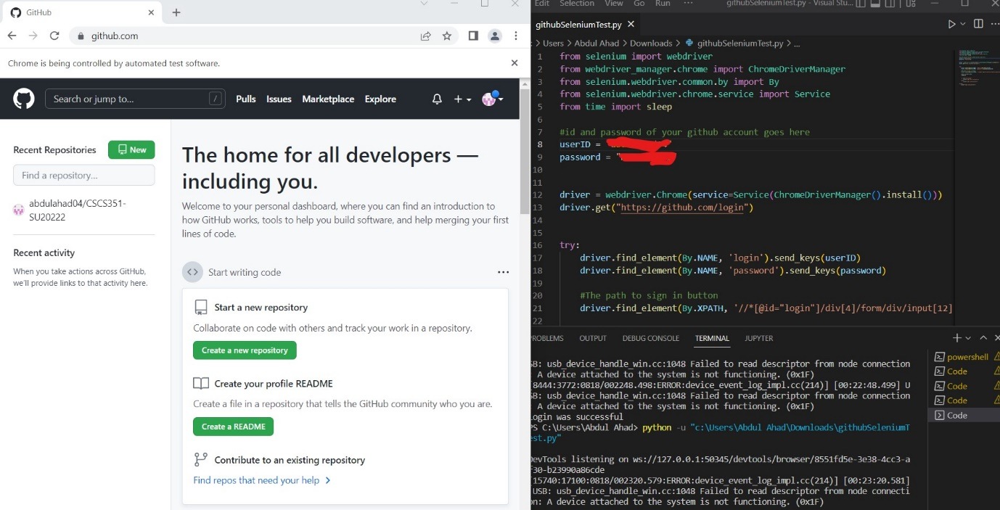 GitHub
github.com
Chrome is being controlled by automated test software.
Search or jump to...
/
Pulls
Issues
Marketplace
Explore
Recent Repositories
New
Find a repository...
abdulahad04/CSCS351-
SU20222
Recent activity
When you take actions across GitHub,
we'll provide links to that activity here.
The home for all developers —
including you.
Welcome to your personal dashboard, where you can find an introduction to
how GitHub works, tools to help you build software, and help merging your first
lines of code.
Start writing code
Start a new repository
Collaborate on code with others and track your work in a repository.
Create a new repository
Create your profile README
Create a file in a repository that tells the GitHub community who you are.
Create a README
Contribute to an existing repository
Find repos that need your help
Edit Selection View Go Run ... githubSeleniumTest.py - Visual Stu...
githubSeleniumTest.py
: > Users > Abdul Ahad > Downloads > githubSeleniumTest.py > ...
1 from selenium import webdriver
2 from webdriver_manager.chrome import ChromeDriverManager
3 from selenium.webdriver.common.by import By
4 from selenium.webdriver.chrome.service import Service
5 from time import sleep
6
7 #id and password of your github account goes here
8 userID =
9 password = "
10
11
12 driver = webdriver.Chrome(service=Service(ChromeDriverManager().install()))
13 driver.get("https://github.com/login")
14
15
16 try:
17 driver.find_element(By.NAME, 'login').send_keys(userID)
18 driver.find_element(By.NAME, 'password').send_keys(password)
19
20 #The path to sign in button
21 driver.find_element(By.XPATH, '//*[@id="login"]/div[4]/form/div/input[12]
22
ROBLEMS OUTPUT DEBUG CONSOLE TERMINAL JUPYTER
SB: usb_device_handle_win.cc:1048 Failed to read descriptor from node connection
: A device attached to the system is not functioning. (0x1F)
[8444:3772:0818/002248.498:ERROR:device_event_log_impl.cc(214)] [00:22:48.499] U
SB: usb_device_handle_win.cc:1048 Failed to read descriptor from node connection
: A device attached to the system is not functioning. (0x1F)
Login was successful
PS C:\Users\Abdul Ahad> python -u "c:\Users\Abdul Ahad\Downloads\githubSeleniumT
est.py"
DevTools listening on ws://127.0.0.1:50345/devtools/browser/8551fd5e-3e38-4cc3-a
f30-b23990a86cde
[15740:17100:0818/002320.579:ERROR:device_event_log_impl.cc(214)] [00:23:20.581]
USB: usb_device_handle_win.cc:1048 Failed to read descriptor from node connecti
on: A device attached to the system is not functioning. (0x1F)
powershell
Code
Code
Code
Code